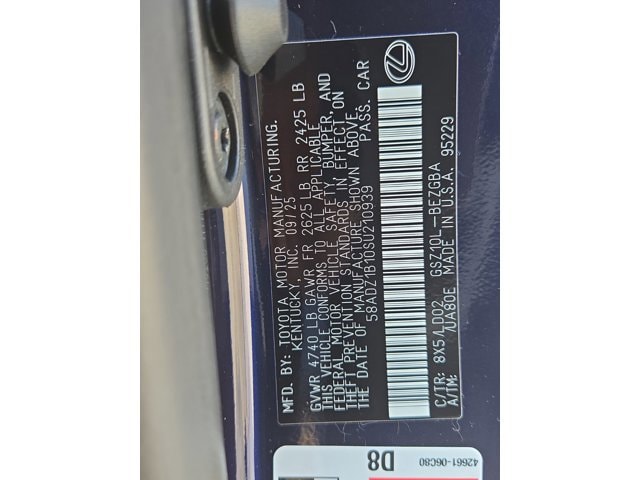 MFD. BY: TOYOTA MOTOR MANUFACTURING.
KENTUCKY, INC. 09/25
GVWR 4740 LB GAWR FR 2625 LB RR 2425 LB
THIS VEHICLE CONFORMS TO ALL APPLICABLE
FEDERAL MOTOR VEHICLE SAFETY, BUMPER, AND
THEFT PREVENTION STANDARDS IN EFFECT ON
THE DATE OF MANUFACTURE SHOWN ABOVE.
58ADZ1B10SU210939 PASS. CAR
C/TR: 8X5/LD02 GSZ10L-BEZGBA
A/TM: /UA80E MADE IN U.S.A. 95229
D8
42661-06C80